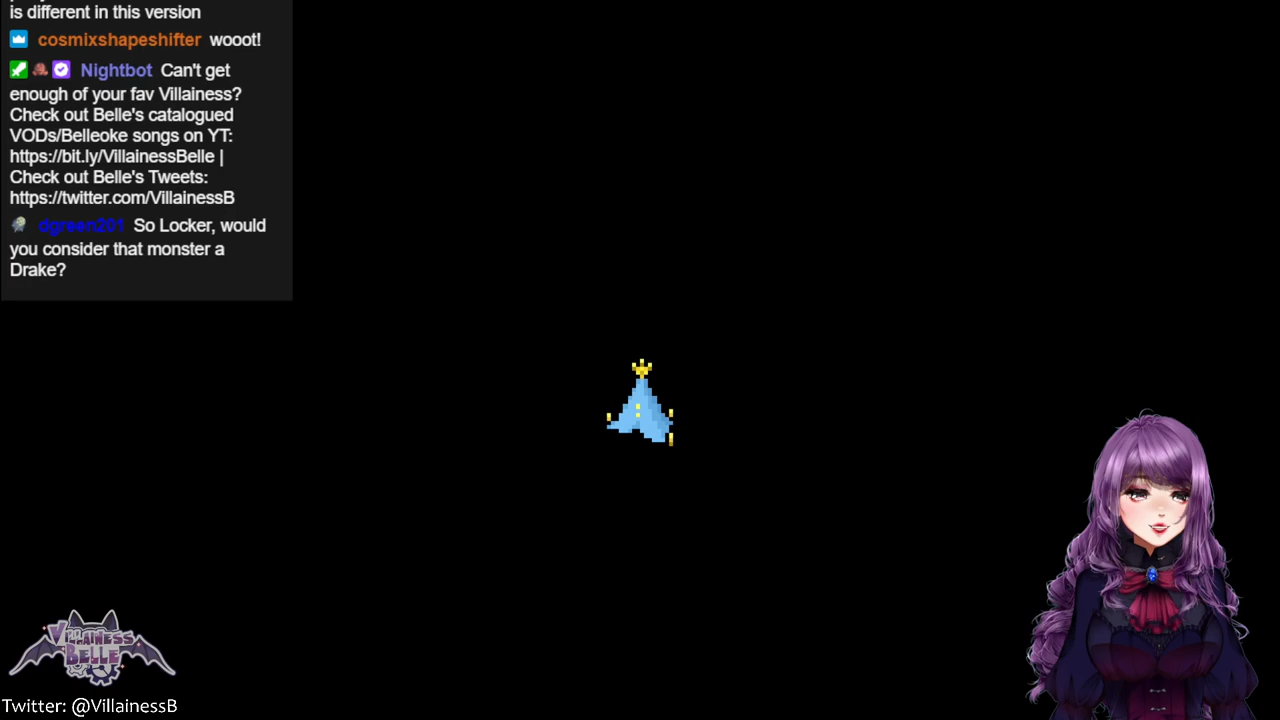 is different in this version
cosmixshapeshifter wooot!
Nightbot Can't get
enough of your fav Villainess?
Check out Belle's catalogued
VODs/Belleoke songs on YT:
https://bit.ly/VillainessBelle |
Check out Belle's Tweets:
https://twitter.com/VillainessB
dgreen201 So Locker, would
you consider that monster a
Drake?
VILLAINESS
BELLE
Twitter: @VillainessB